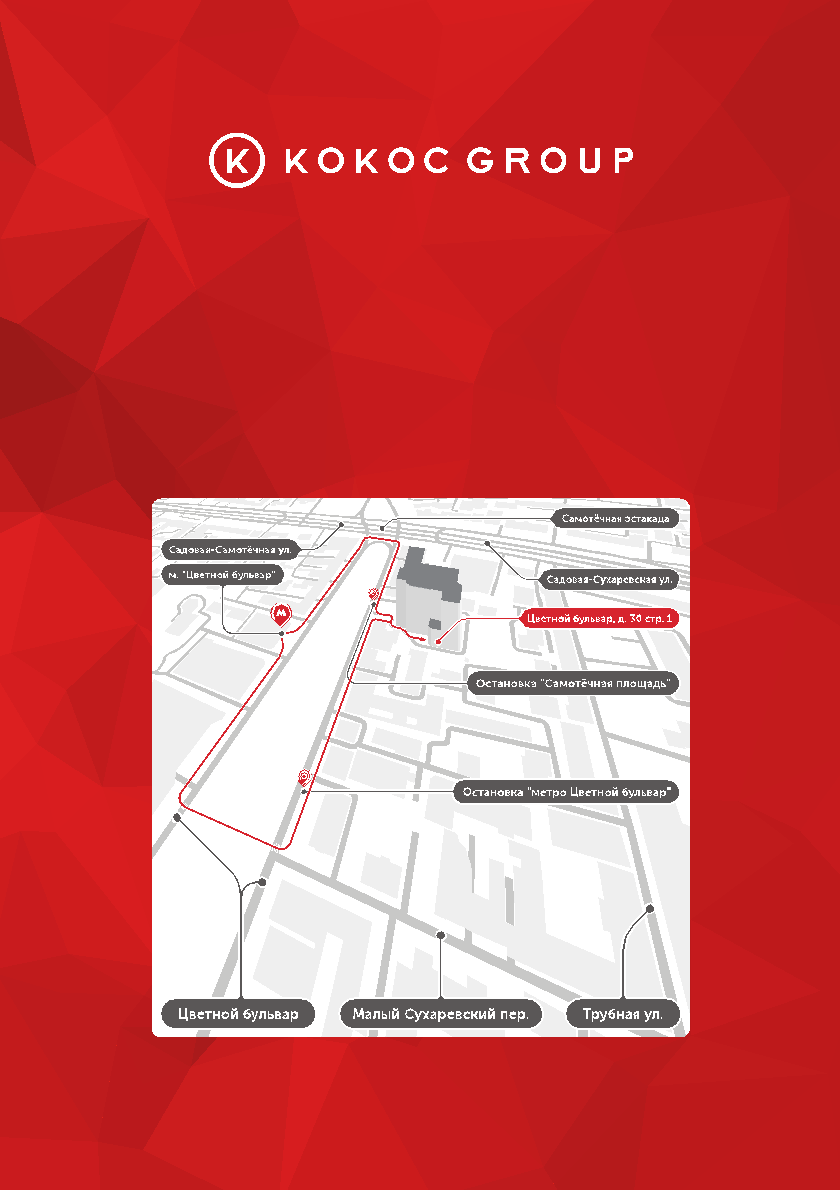 K KOKOC GROUP
Самотёчная эстакада
Садовая-Самотёчная ул.
м. "Цветной бульвар"
Садовая-Сухаревская ул.
М
Цветной бульвар, д. 30 стр. 1
Остановка "Самотёчная площадь"
Остановка "метро Цветной бульвар"
Цветной бульвар
Малый Сухаревский пер.
Трубная ул.